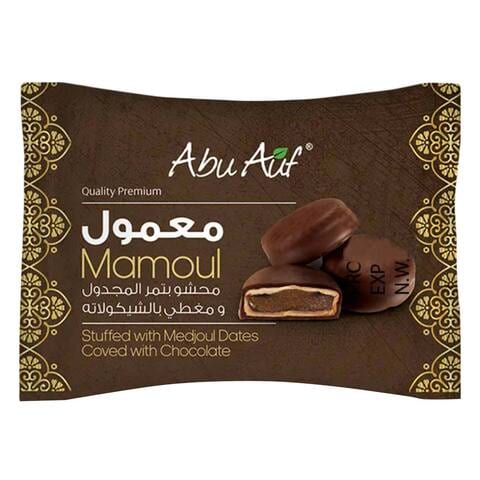 Abu Auf®
Quality Premium
معمول
Mamoul
محشو بتمر المجدول
و مغطي بالشيكولاته
Stuffed with Medjoul Dates
Coved with Chocolate
PRC
EXP
N.W.